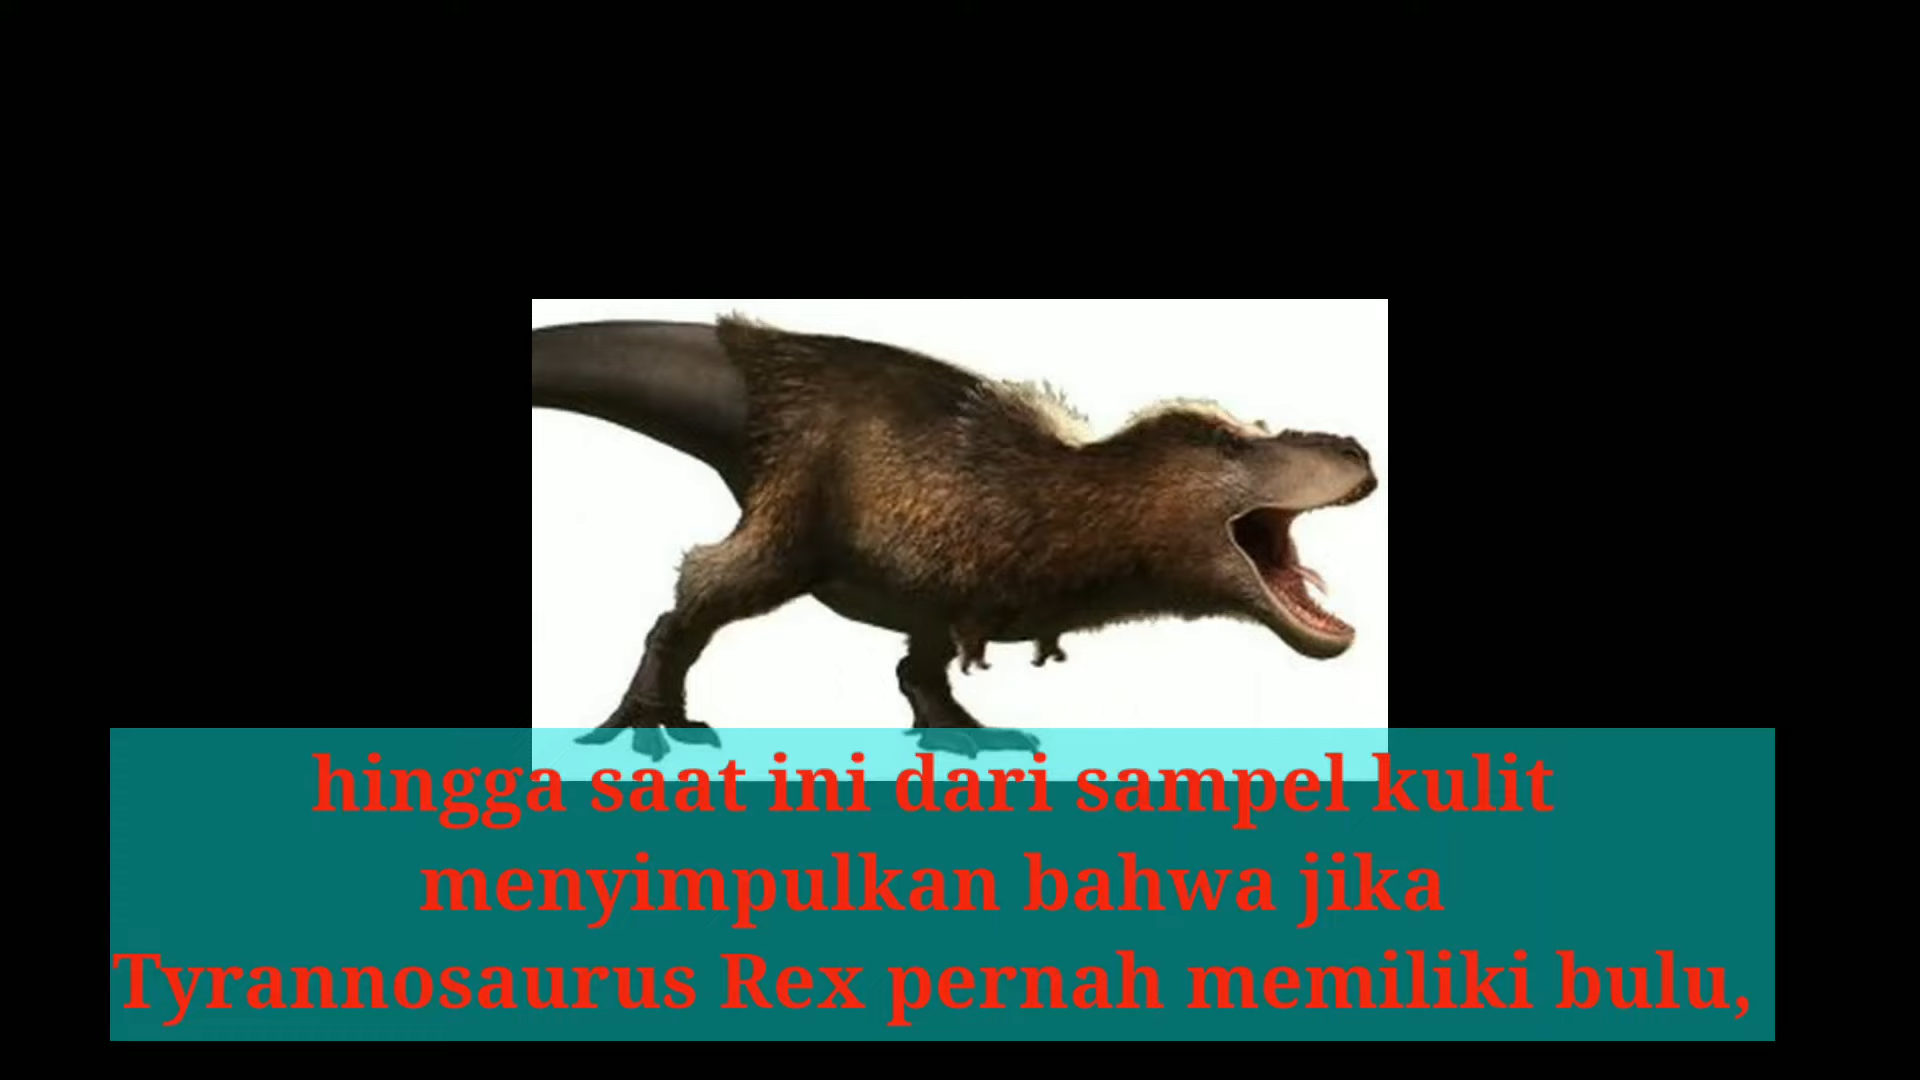 hingga saat ini dari sampel kulit
menyimpulkan bahwa jika
Tyrannosaurus Rex pernah memiliki bulu,